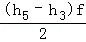 (h₅ - h₃)f
2